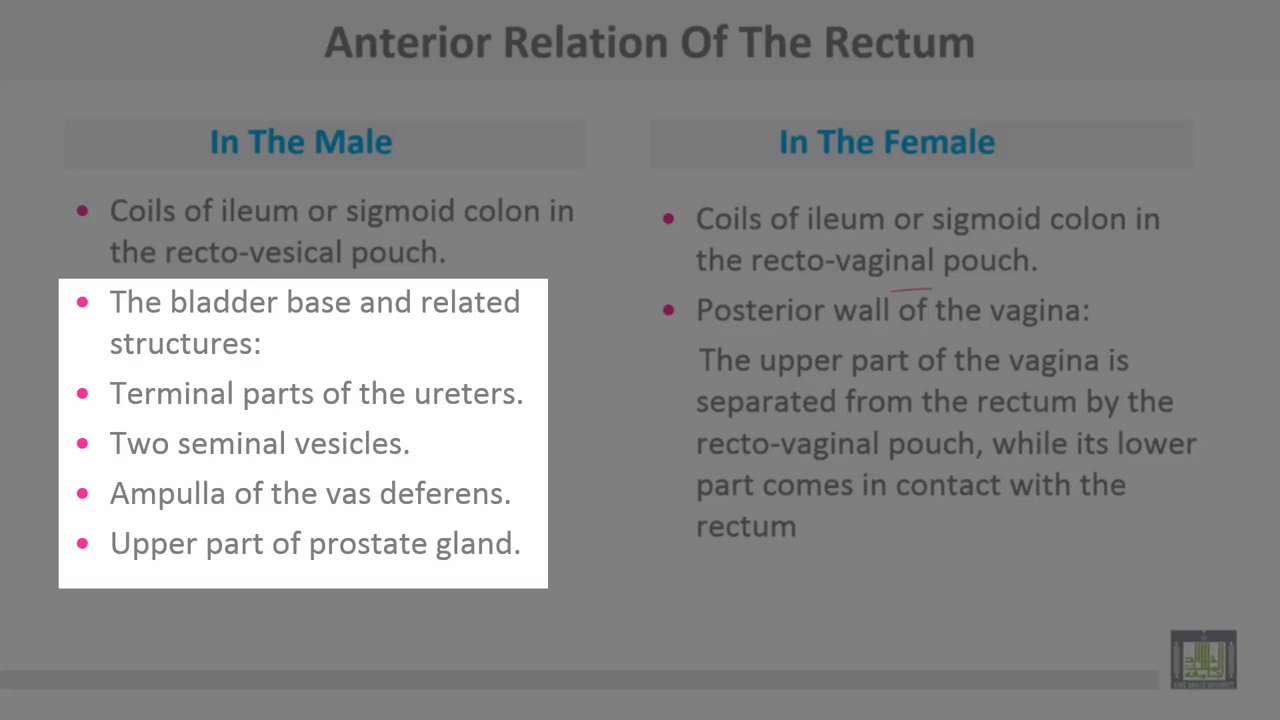 Anterior Relation Of The Rectum
In The Male
• Coils of ileum or sigmoid colon in
the recto-vesical pouch.
• The bladder base and related
structures:
• Terminal parts of the ureters.
• Two seminal vesicles.
• Ampulla of the vas deferens.
• Upper part of prostate gland.
In The Female
• Coils of ileum or sigmoid colon in
the recto-vaginal pouch.
• Posterior wall of the vagina:
The upper part of the vagina is
separated from the rectum by the
recto-vaginal pouch, while its lower
part comes in contact with the
rectum